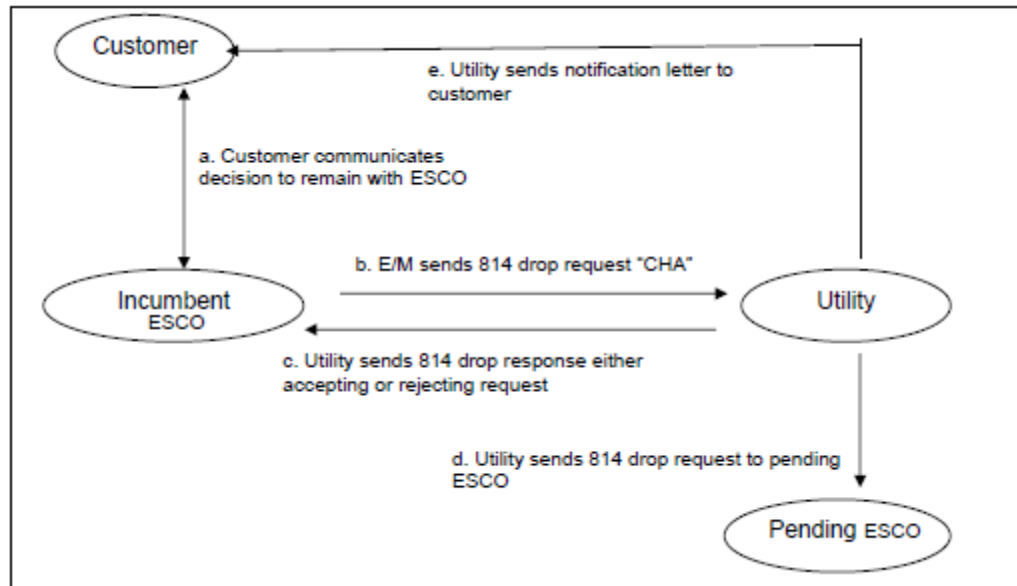 Customer
e. Utility sends notification letter to
customer
a. Customer communicates
decision to remain with ESCO
b. E/M sends 814 drop request "CHA"
Incumbent
ESCO
Utility
c. Utility sends 814 drop response either
accepting or rejecting request
d. Utility sends 814 drop request to pending
ESCO
Pending ESCO